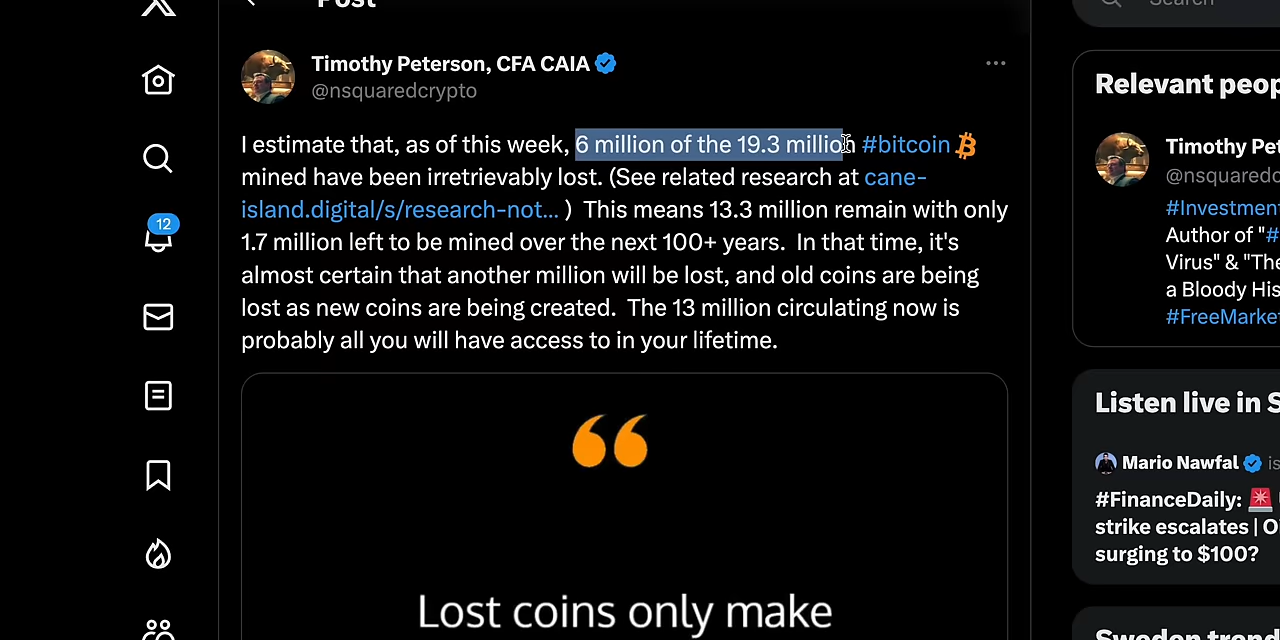 Post
Search
Timothy Peterson, CFA CAIA
@nsquaredcrypto
I estimate that, as of this week, 6 million of the 19.3 million #bitcoin
mined have been irretrievably lost. (See related research at cane-
island.digital/s/research-not... )  This means 13.3 million remain with only
1.7 million left to be mined over the next 100+ years.  In that time, it's
almost certain that another million will be lost, and old coins are being
lost as new coins are being created.  The 13 million circulating now is
probably all you will have access to in your lifetime.
Lost coins only make
12
Relevant peop
Timothy Pet
@nsquaredc
#Investment
Author of "#
Virus" & "The
a Bloody His
#FreeMarket
Listen live in S
Mario Nawfal is
#FinanceDaily:
strike escalates | O
surging to $100?
Sweden trend